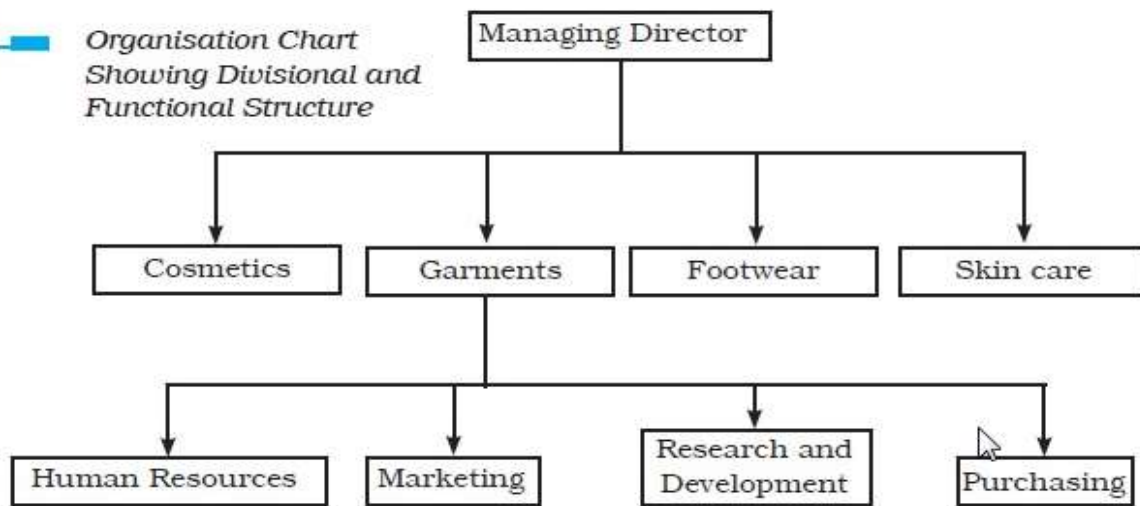 Organisation Chart
Showing Divisional and
Functional Structure
Managing Director
Cosmetics
Garments
Footwear
Skin care
Human Resources
Marketing
Research and
Development
Purchasing